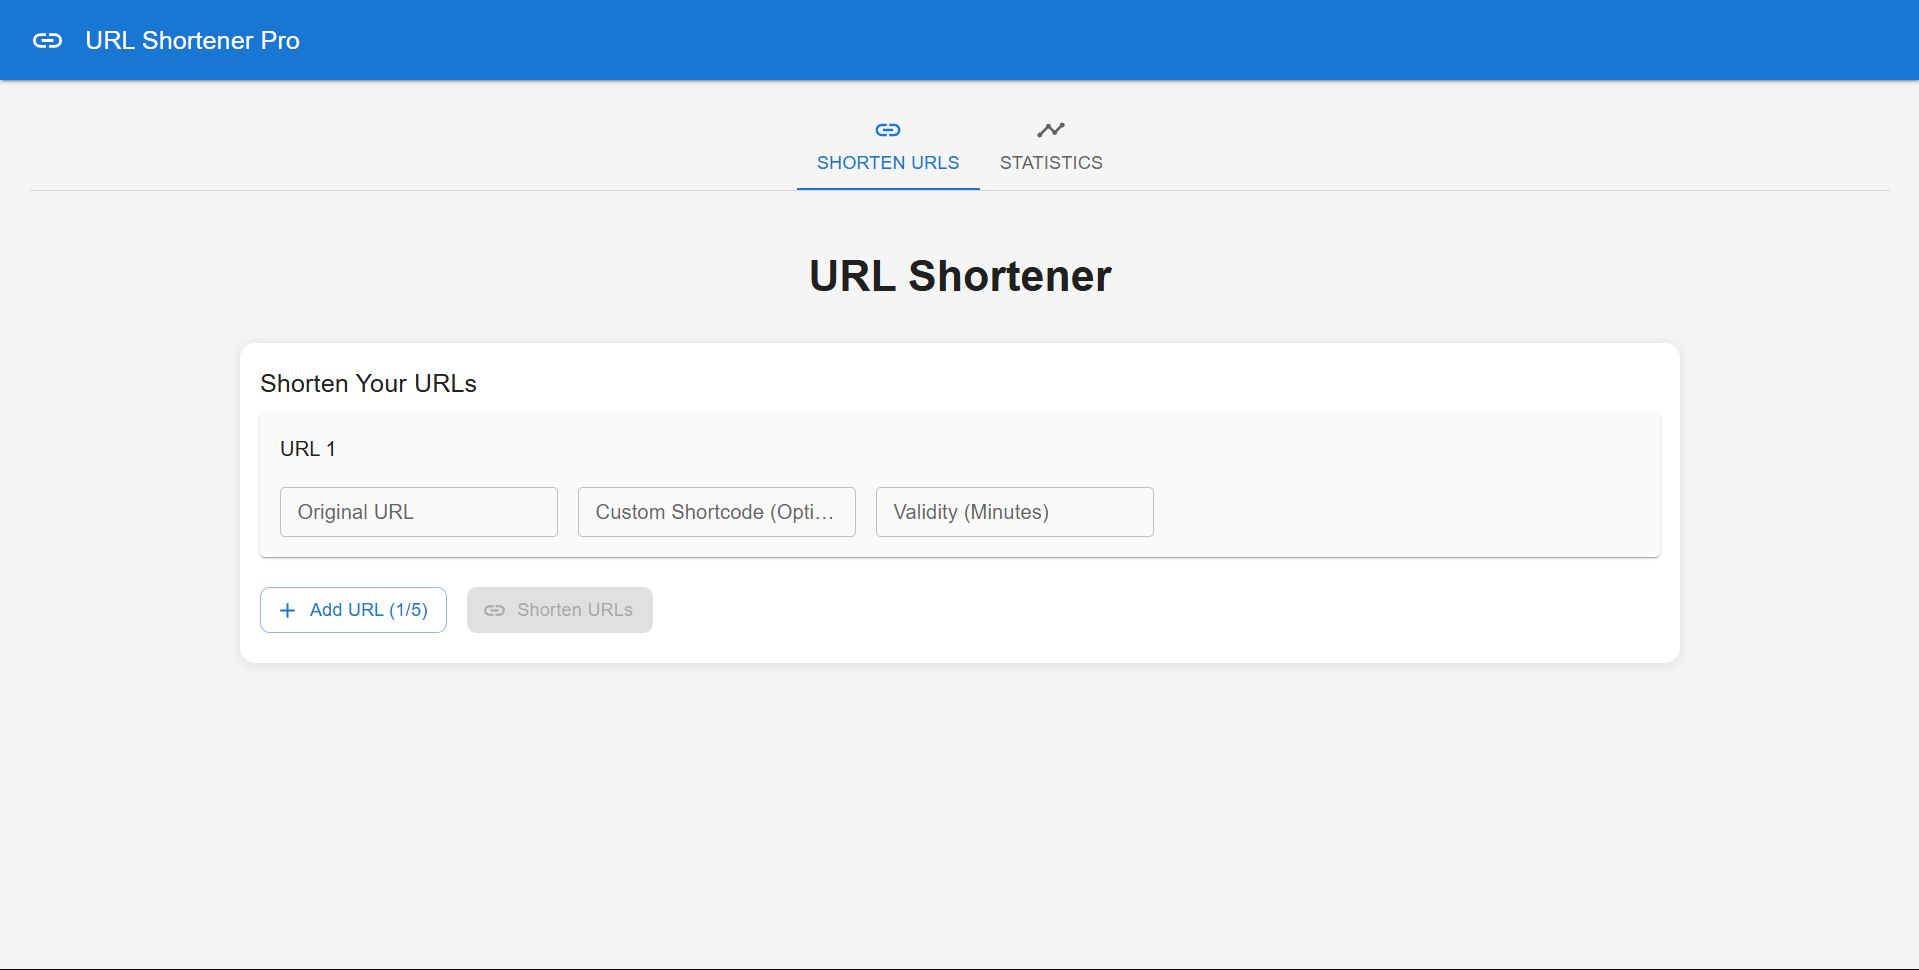 URL Shortener Pro
SHORTEN URLS
STATISTICS
URL Shortener
Shorten Your URLs
URL 1
Original URL
Custom Shortcode (Opti...
Validity (Minutes)
Add URL (1/5)
Shorten URLs